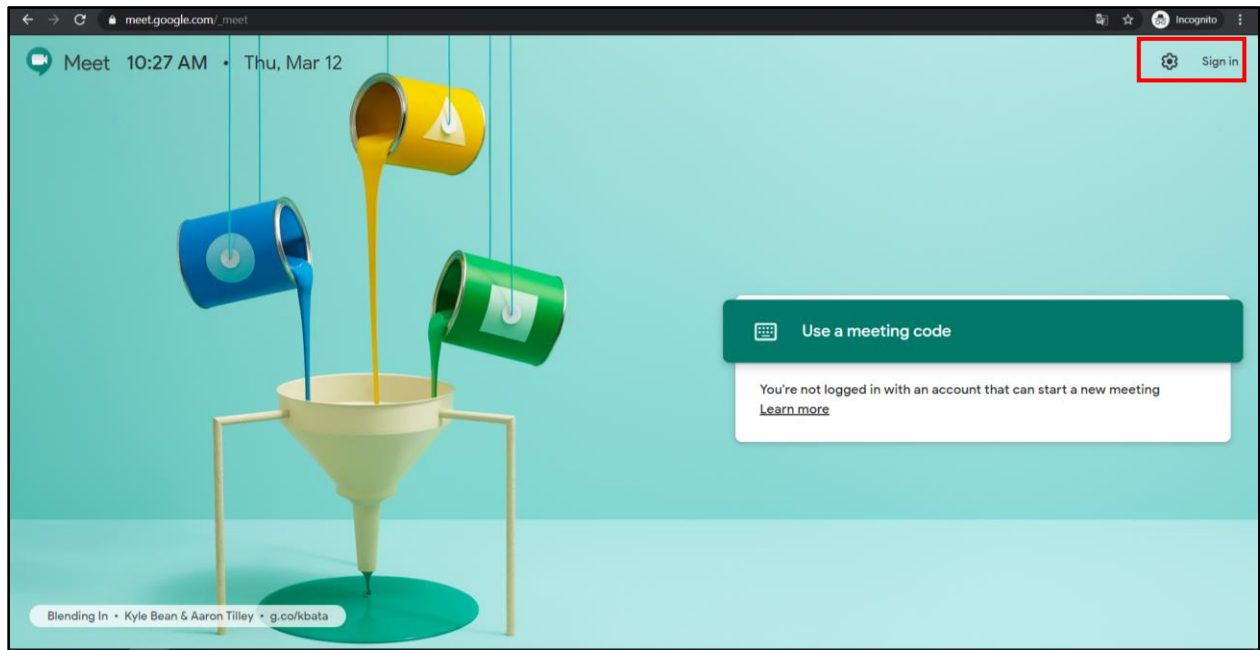 meet.google.com/_meet
Incognito
Meet 10:27 AM • Thu, Mar 12
Sign in
Use a meeting code
You're not logged in with an account that can start a new meeting
Learn more
Blending In • Kyle Bean & Aaron Tilley • g.co/kbata